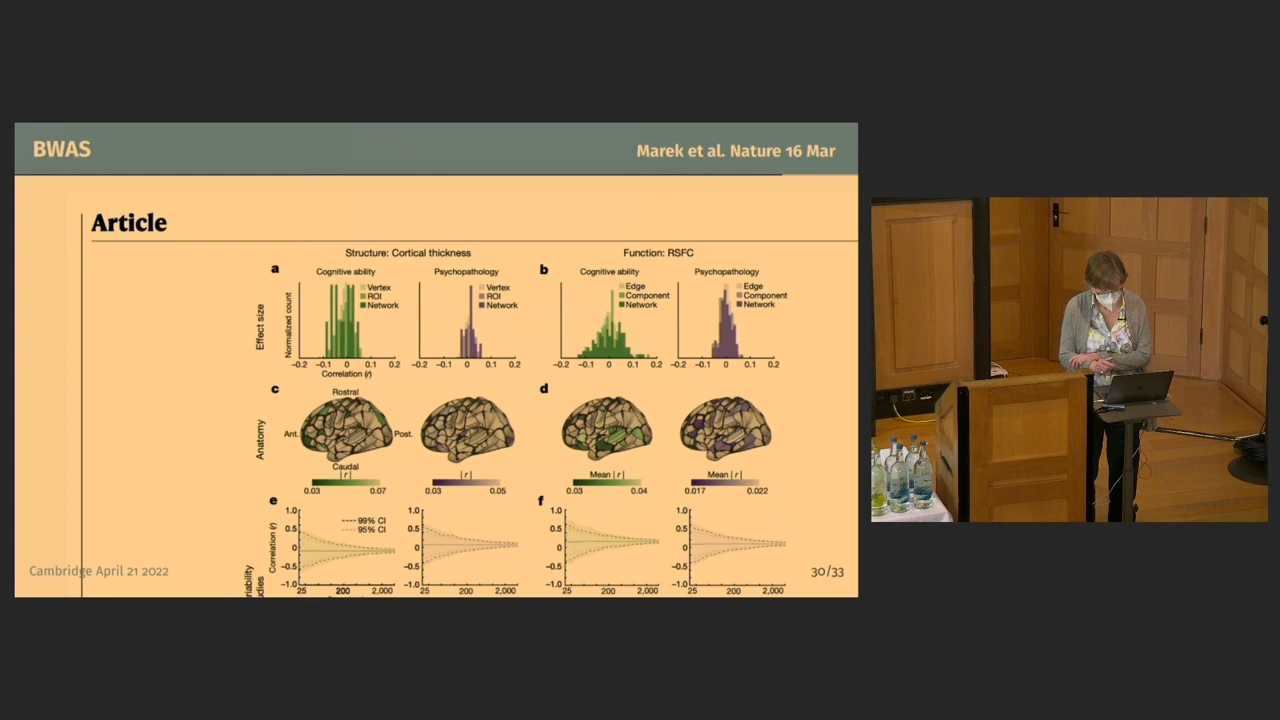 BWAS
Marek et al. Nature 16 Mar
Article
Structure: Cortical thickness
Function: RSFC
a
Cognitive ability
Psychopathology
b
Cognitive ability
Psychopathology
Effect size
Normalized count
Vertex
ROI
Network
Vertex
ROI
Network
Edge
Component
Network
Edge
Component
Network
−0.2 −0.1 0 0.1 0.2
−0.2 −0.1 0 0.1 0.2
−0.2 −0.1 0 0.1 0.2
−0.2 −0.1 0 0.1 0.2
Correlation (r)
c
Rostral
d
Anatomy
Ant.
Post.
Caudal
|r|
0.03 0.07
|r|
0.03 0.05
Mean |r|
0.03 0.04
Mean |r|
0.017 0.022
e
f
Correlation (r)
1.0
0.5
0
−0.5
−1.0
99% CI
95% CI
1.0
0.5
0
−0.5
−1.0
1.0
0.5
0
−0.5
−1.0
1.0
0.5
0
−0.5
−1.0
25 200 2,000
25 200 2,000
25 200 2,000
25 200 2,000
Cambridge April 21 2022
30/33